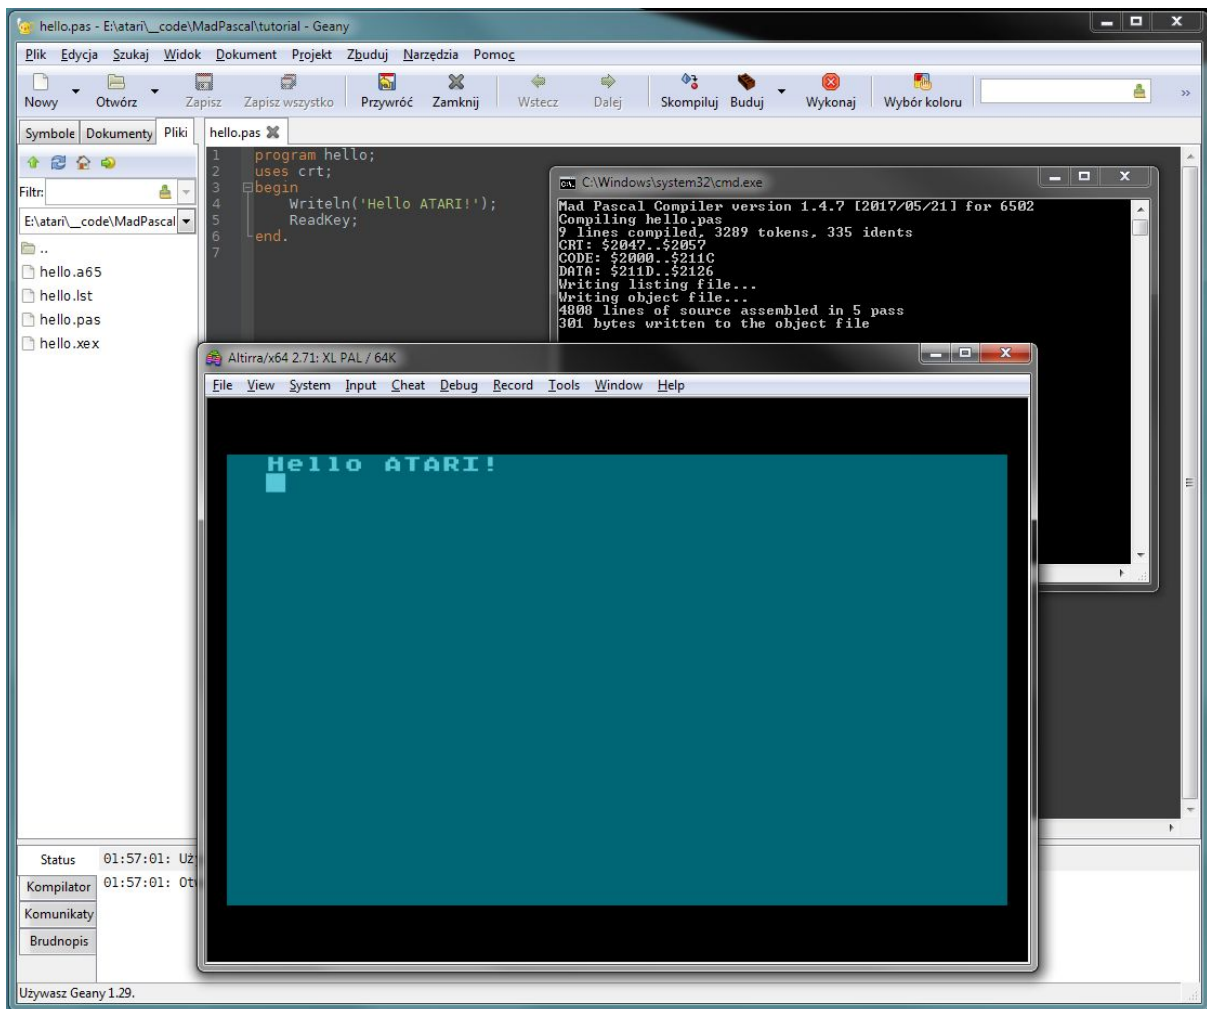 hello.pas - E:\atari\__code\MadPascal\tutorial - Geany
Plik Edycja Szukaj Widok Dokument Projekt Zbuduj Narzędzia Pomoc
Nowy Otwórz Zapisz Zapisz wszystko Przywróć Zamknij Wstecz Dalej Skompiluj Buduj Wykonaj Wybór koloru
Symbole Dokumenty Pliki
hello.pas
Filtr:
E:\atari\__code\MadPascal
..
hello.a65
hello.lst
hello.pas
hello.xex
1 program hello;
2 uses crt;
3 begin
4 Writeln('Hello ATARI!');
5 ReadKey;
6 end.
7
C:\Windows\system32\cmd.exe
Mad Pascal Compiler version 1.4.7 [2017/05/21] for 6502
Compiling hello.pas
9 lines compiled, 3289 tokens, 335 idents
CRT: $2047..$2057
CODE: $2000..$211C
DATA: $211D..$2126
Writing listing file...
Writing object file...
4808 lines of source assembled in 5 pass
301 bytes written to the object file
Altirra/x64 2.71: XL PAL / 64K
File View System Input Cheat Debug Record Tools Window Help
Hello ATARI!
Status
Kompilator
Komunikaty
Brudnopis
01:57:01:
01:57:01:
Używasz Geany 1.29.